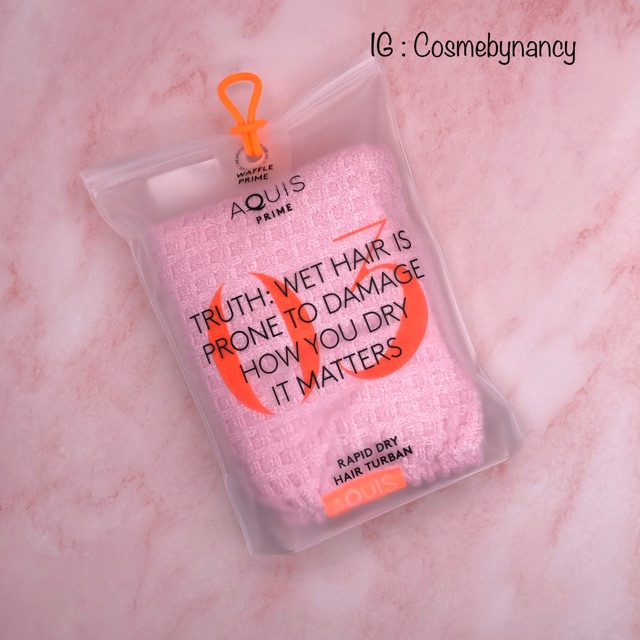 IG : Cosmebynancy
WAFFLE
PRIME
AQUIS
PRIME
03
TRUTH: WET HAIR IS
PRONE TO DAMAGE
HOW YOU DRY
IT MATTERS
RAPID DRY
HAIR TURBAN
AQUIS